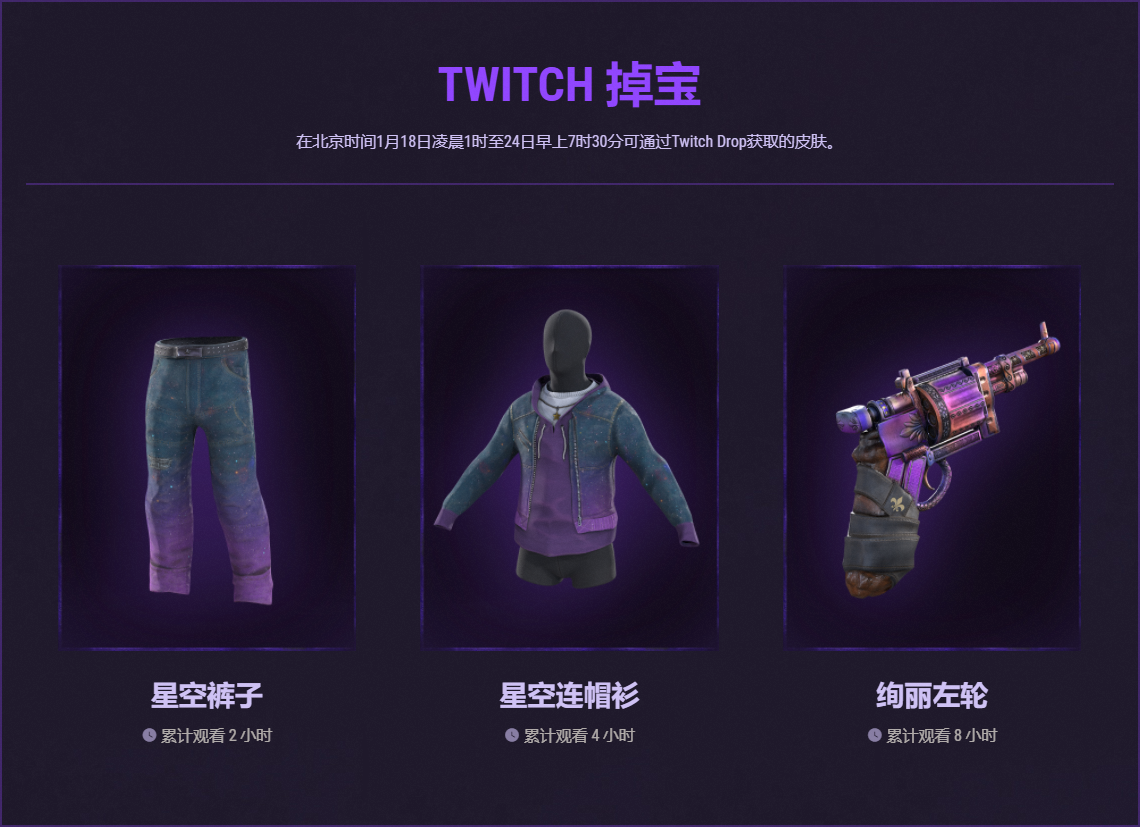 TWITCH 掉宝
在北京时间1月18日凌晨1时至24日早上7时30分可通过Twitch Drop获取的皮肤。
星空裤子
累计观看 2 小时
星空连帽衫
累计观看 4 小时
绚丽左轮
累计观看 8 小时